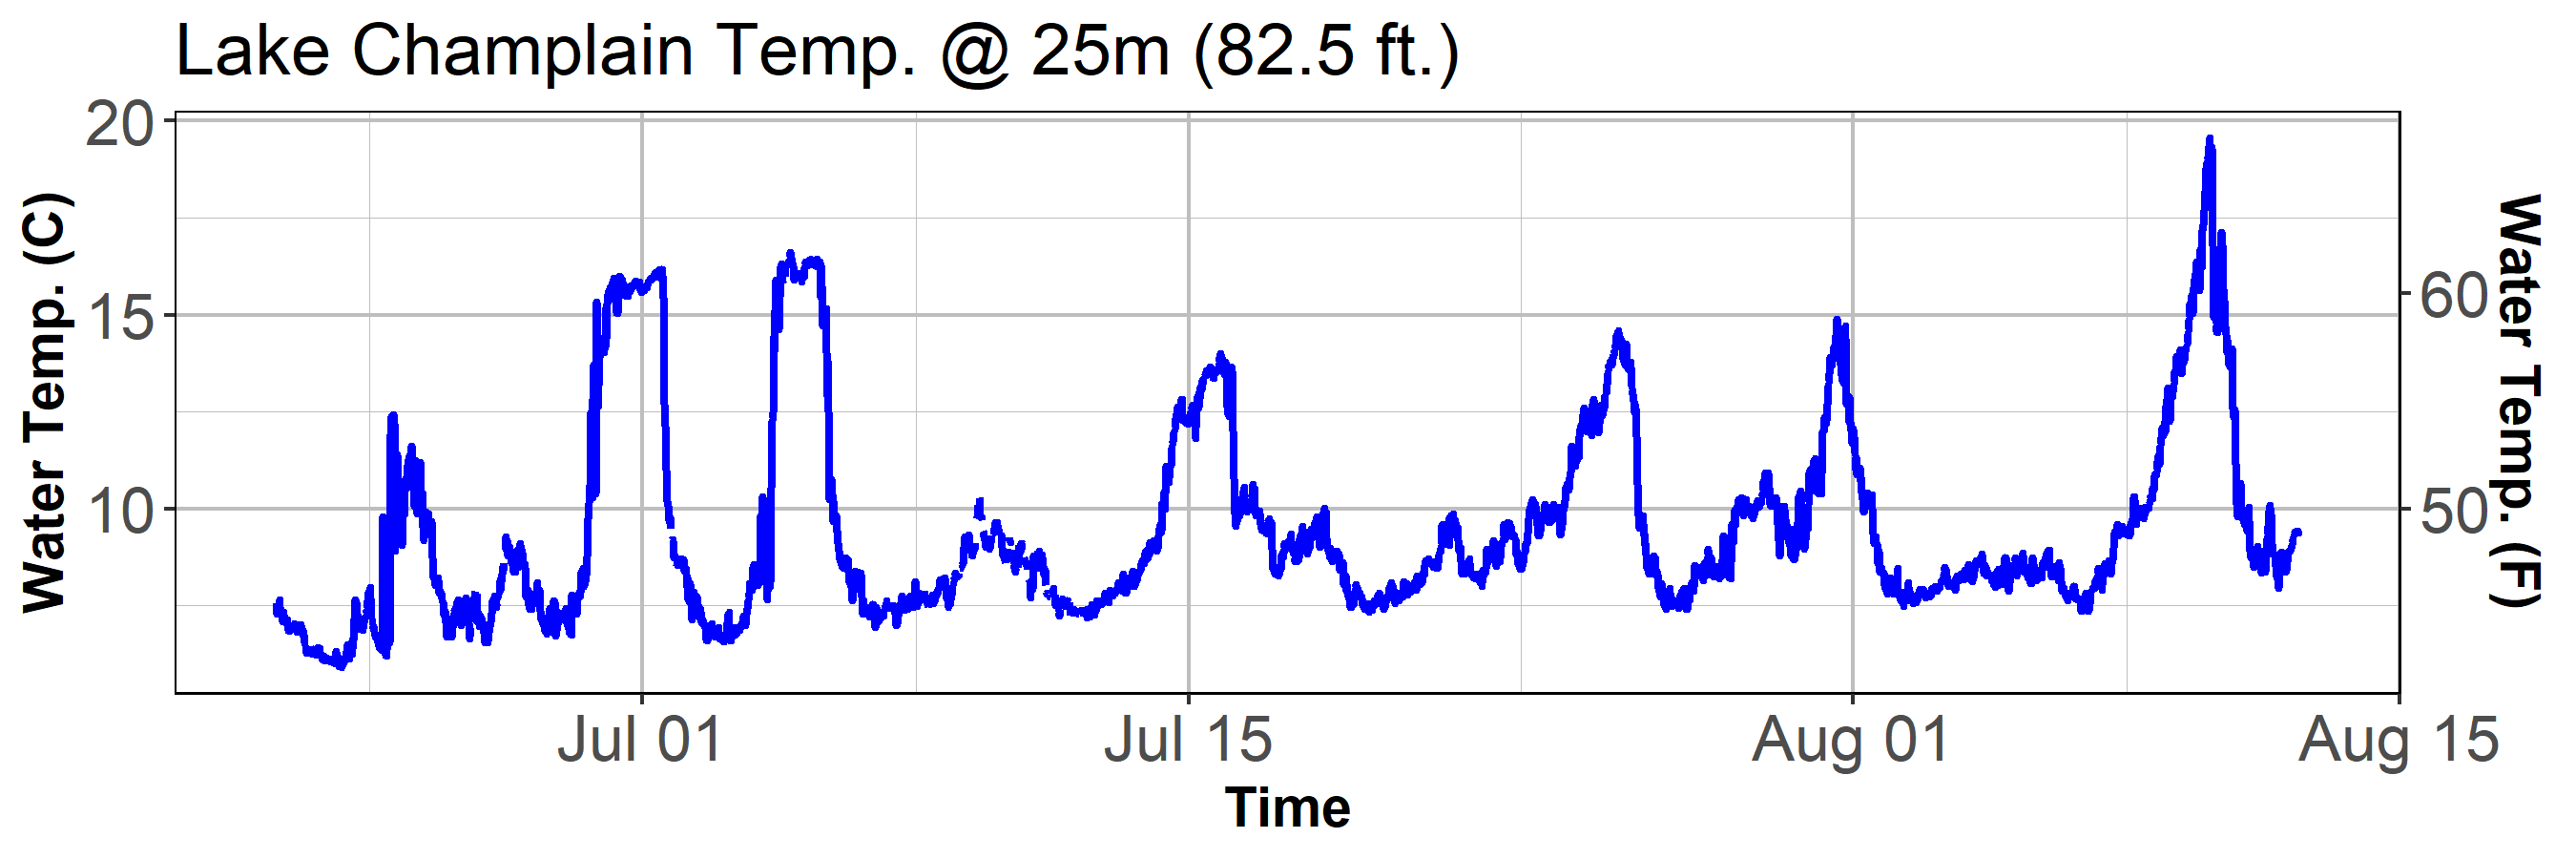 Lake Champlain Temp. @ 25m (82.5 ft.)
20
15
10
Water Temp. (C)
60
50
Water Temp. (F)
Jul 01
Jul 15
Aug 01
Aug 15
Time